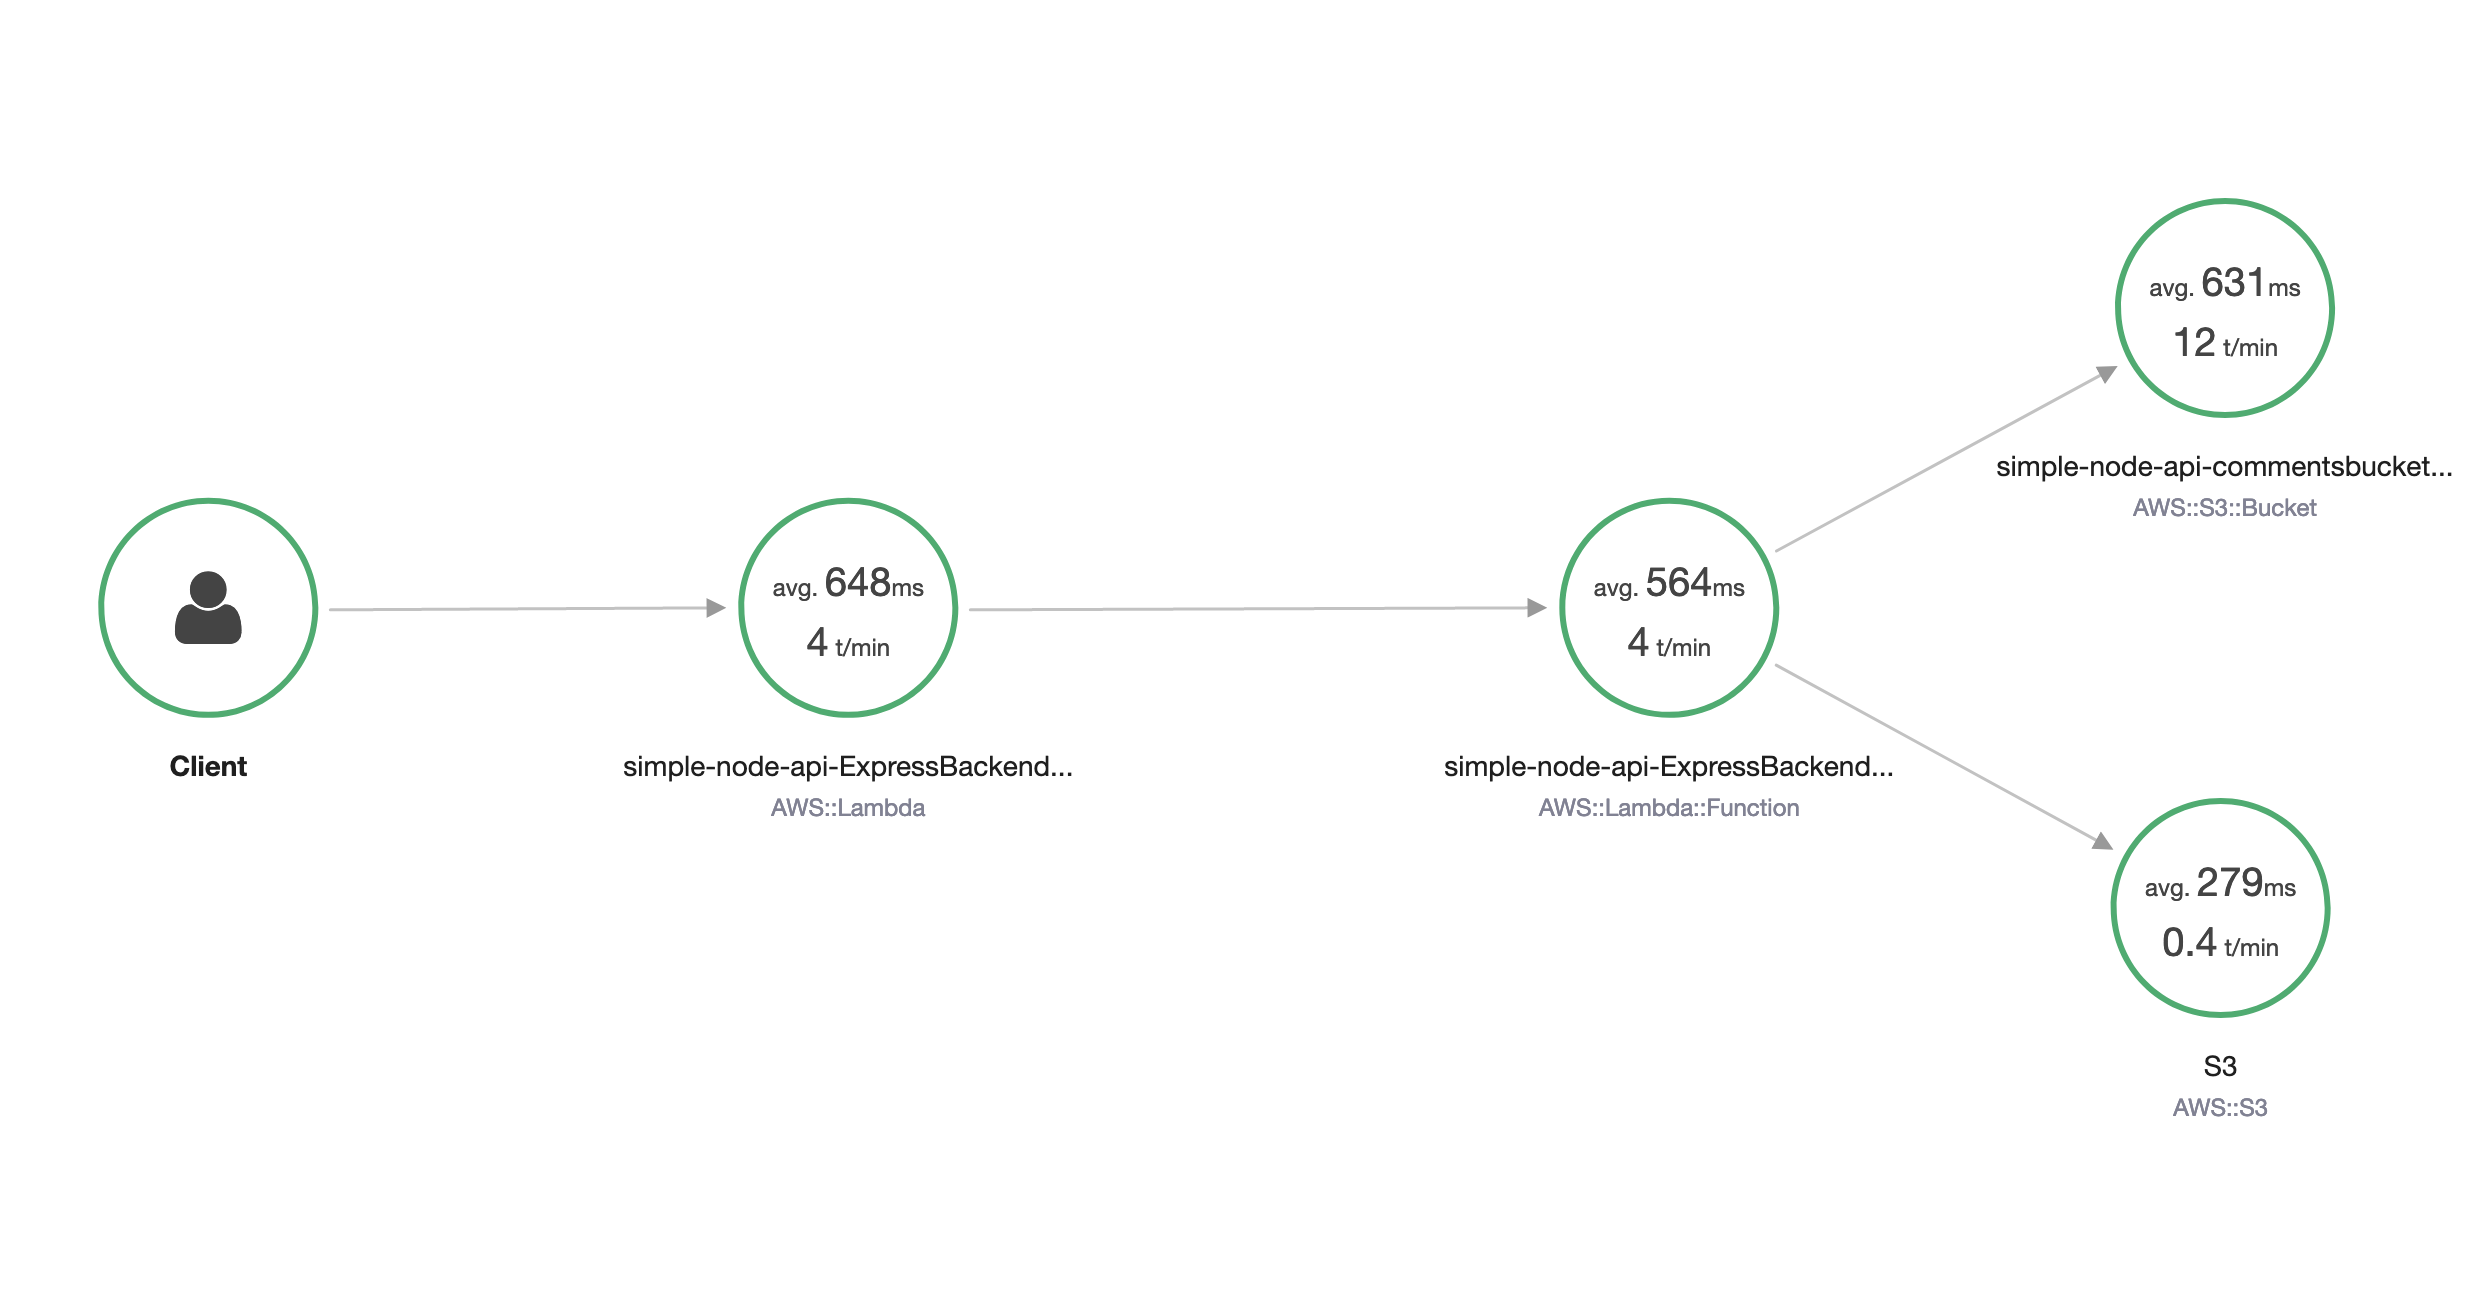 Client
avg. 648ms
4 t/min
simple-node-api-ExpressBackend...
AWS::Lambda
avg. 564ms
4 t/min
simple-node-api-ExpressBackend...
AWS::Lambda::Function
avg. 631ms
12 t/min
simple-node-api-commentsbucket...
AWS::S3::Bucket
avg. 279ms
0.4 t/min
S3
AWS::S3